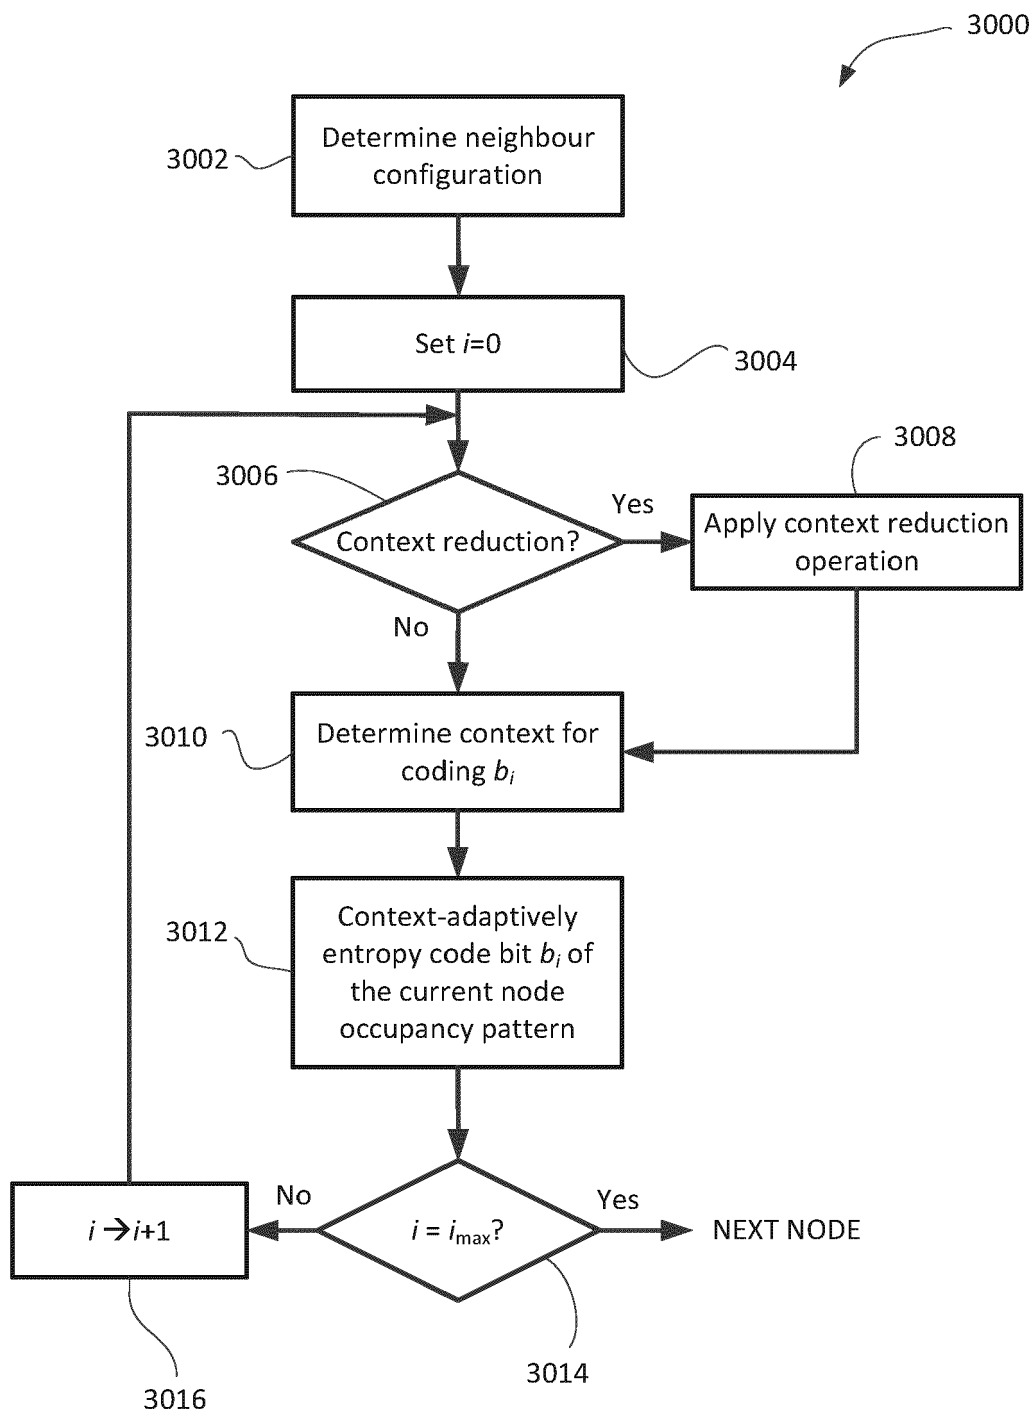 3000
Determine neighbour
configuration
3002
Set i=0
3004
3006
Context reduction?
Yes
3008
Apply context reduction
operation
No
3010
Determine context for
coding bᵢ
3012
Context-adaptively
entropy code bit bᵢ of
the current node
occupancy pattern
i = imax?
No
Yes
NEXT NODE
i → i+1
3014
3016